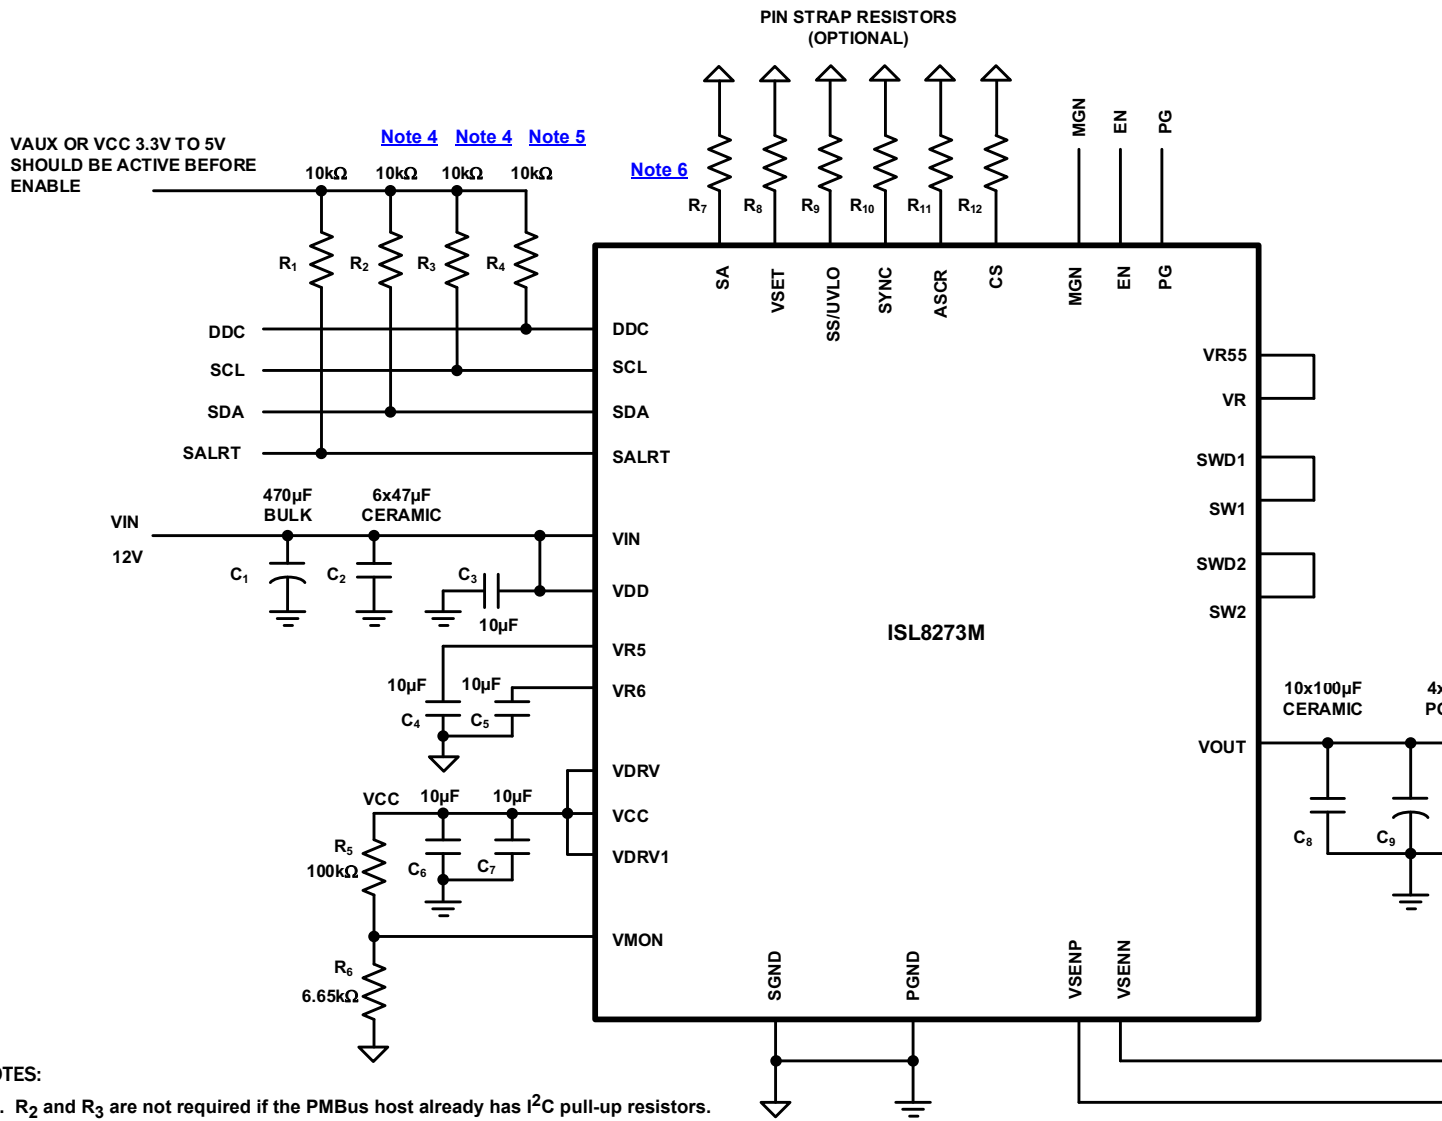 PIN STRAP RESISTORS
(OPTIONAL)
VAUX OR VCC 3.3V TO 5V
SHOULD BE ACTIVE BEFORE
ENABLE
Note 4 Note 4 Note 5
10kΩ 10kΩ 10kΩ 10kΩ
Note 6
MGN EN PG
R7 R8 R9 R10 R11 R12
R1 R2 R3 R4
SA VSET SS/UVLO SYNC ASCR CS MGN EN PG
DDC DDC
SCL SCL
SDA SDA
SALRT SALRT
VR55
VR
SWD1
SW1
SWD2
SW2
470µF
BULK
6x47µF
CERAMIC
VIN
12V
VIN
C1 C2 C3
10µF
VDD
ISL8273M
VR5
10µF 10µF
VR6
C4 C5
10x100µF
CERAMIC
VOUT
C8 C9
VDRV
VCC 10µF 10µF
VCC
VDRV1
R5
100kΩ
C6 C7
VMON
R6
6.65kΩ
SGND PGND VSENP VSENN
OTES:
. R2 and R3 are not required if the PMBus host already has I2C pull-up resistors.